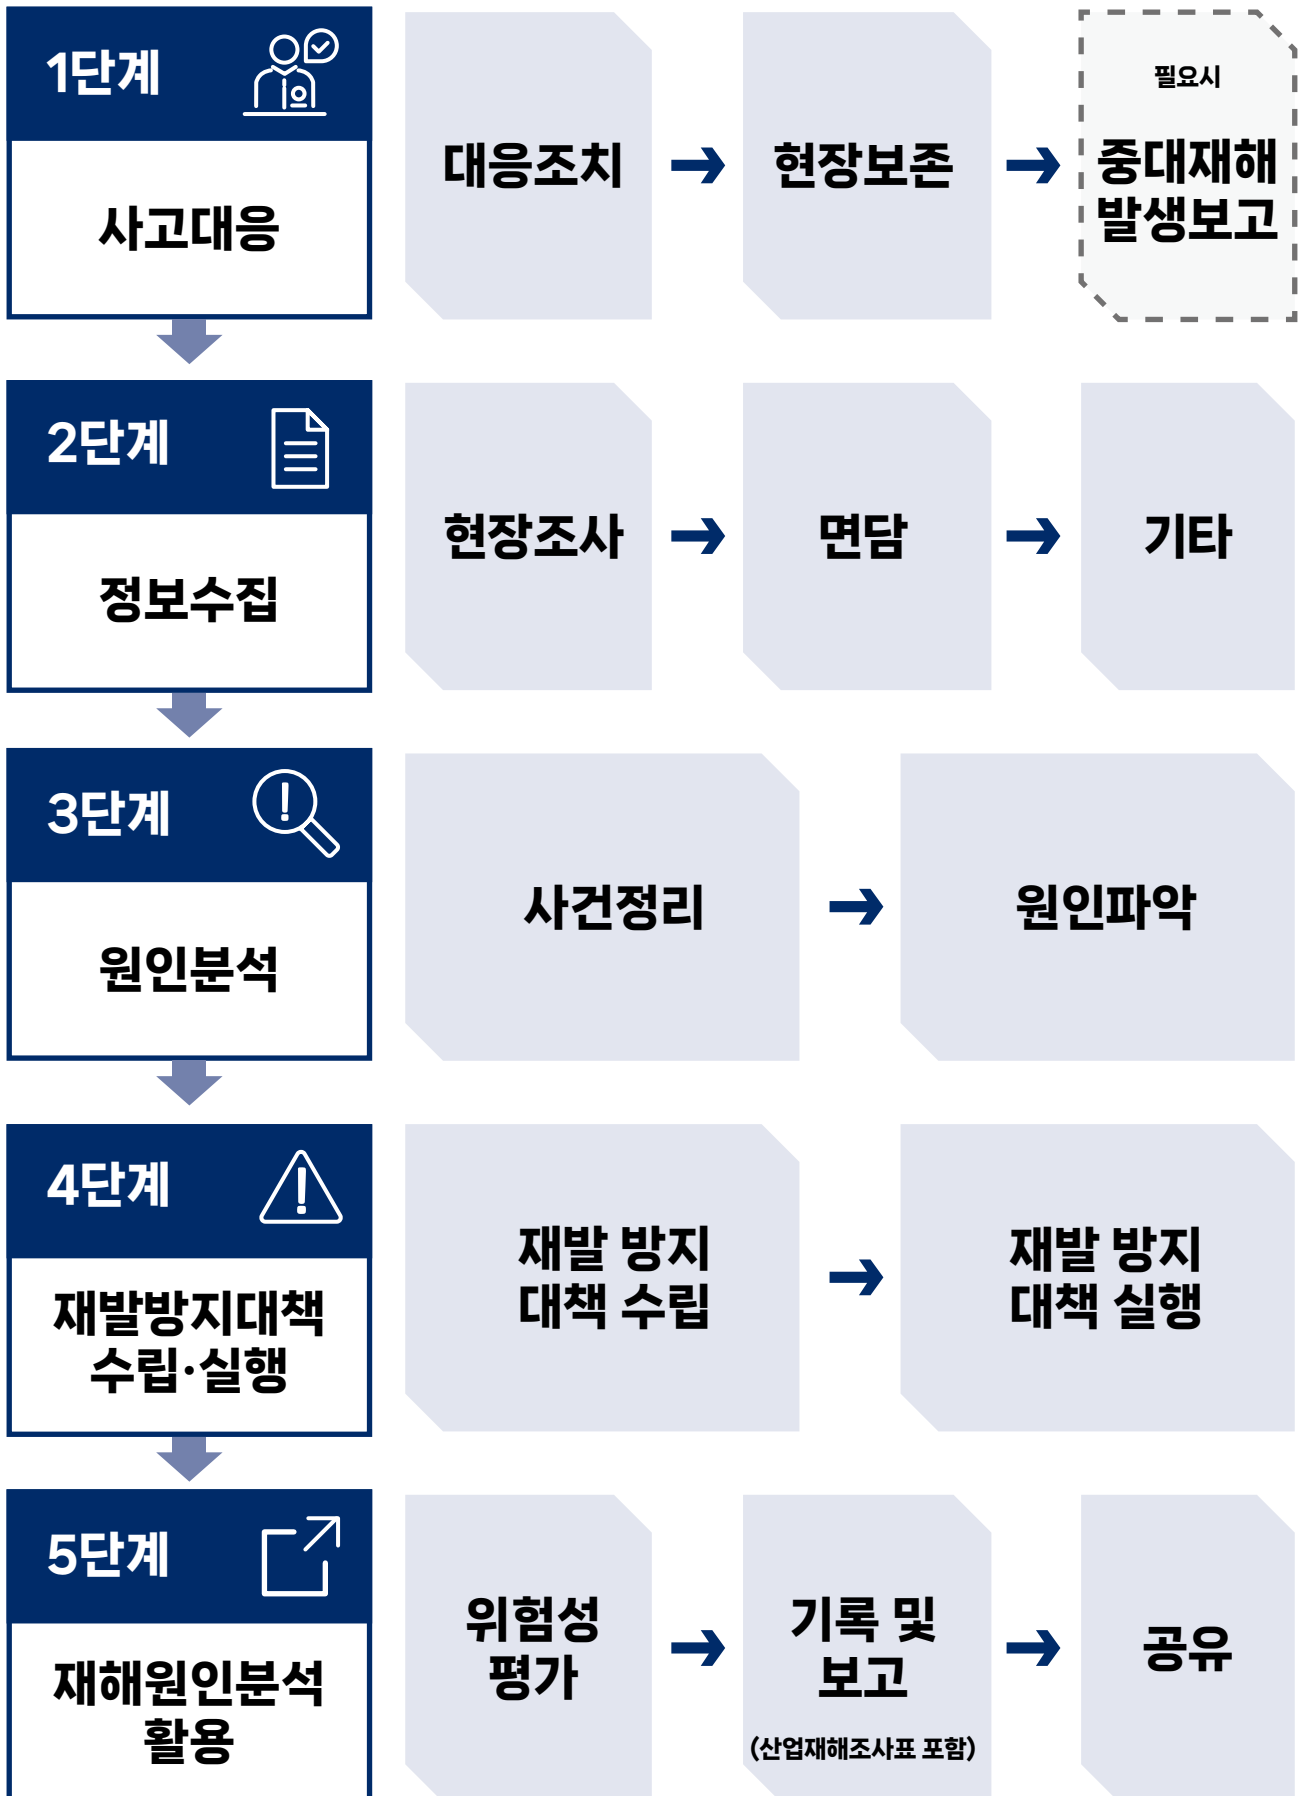 1단계
사고대응
대응조치
현장보존
필요시
중대재해
발생보고
2단계
정보수집
현장조사
면담
기타
3단계
원인분석
사건정리
원인파악
4단계
재발방지대책
수립·실행
재발 방지
대책 수립
재발 방지
대책 실행
5단계
재해원인분석
활용
위험성
평가
기록 및
보고
(산업재해조사표 포함)
공유